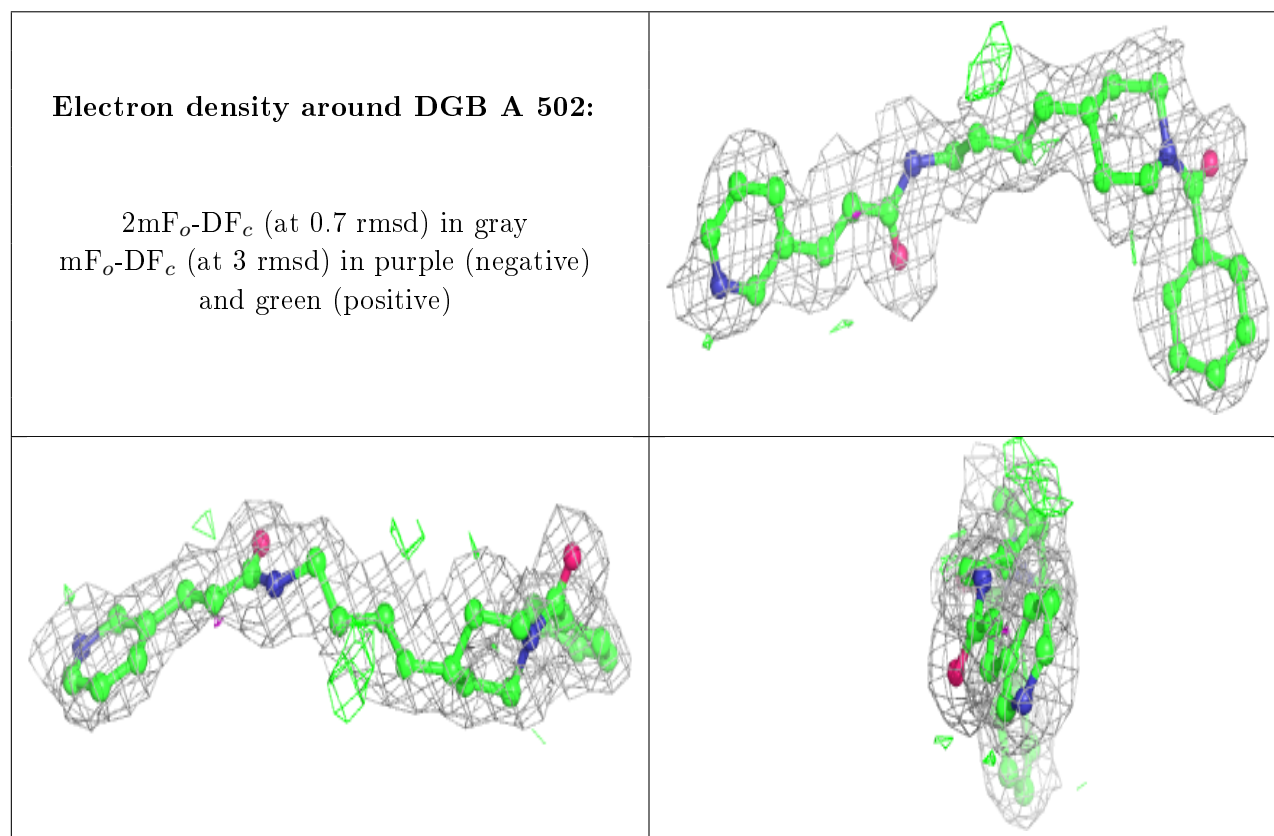 Electron density around DGB A 502:
2mFₒ-DF𝒸 (at 0.7 rmsd) in gray
mFₒ-DF𝒸 (at 3 rmsd) in purple (negative)
and green (positive)